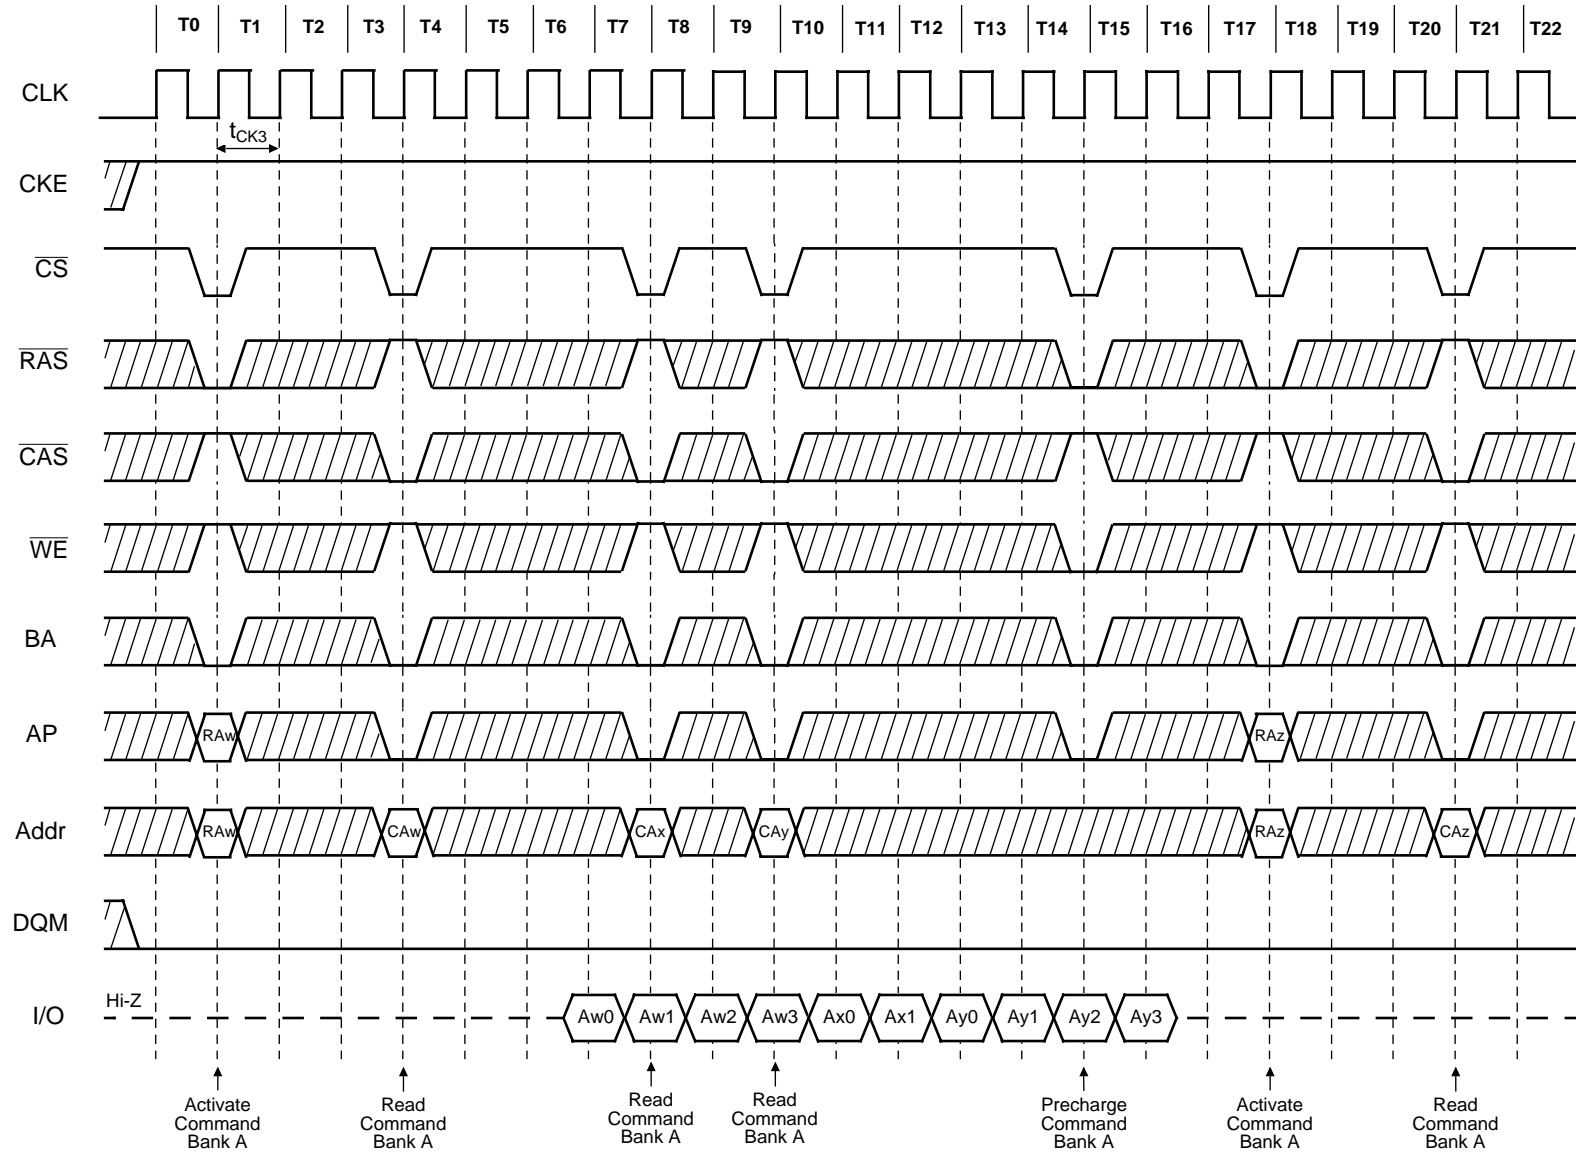 T0 T1 T2 T3 T4 T5 T6 T7 T8 T9 T10 T11 T12 T13 T14 T15 T16 T17 T18 T19 T20 T21 T22
CLK
tCK3
CKE
CS
RAS
CAS
WE
BA
AP RAw RAz
Addr RAw CAw CAx CAy RAz CAz
DQM
Hi-Z
I/O Aw0 Aw1 Aw2 Aw3 Ax0 Ax1 Ay0 Ay1 Ay2 Ay3
Activate
Command
Bank A
Read
Command
Bank A
Read
Command
Bank A
Read
Command
Bank A
Precharge
Command
Bank A
Activate
Command
Bank A
Read
Command
Bank A